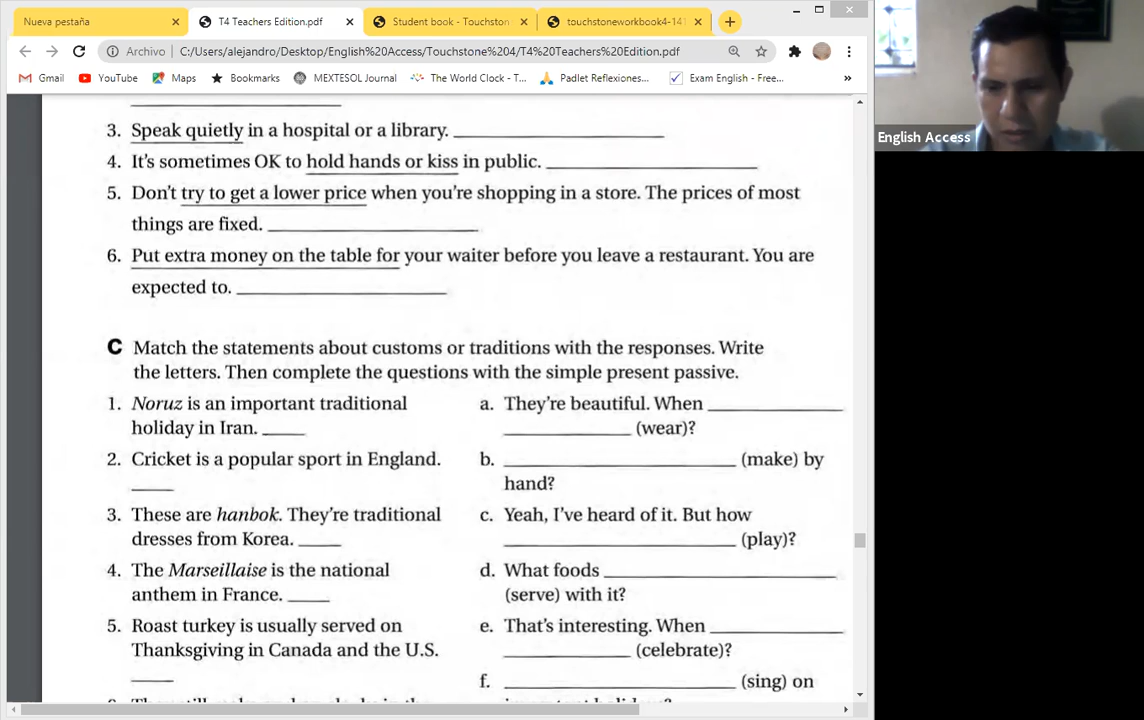 Nueva pestaña
T4 Teachers Edition.pdf
Student book - Touchston
touchstoneworkbook4-141
Archivo
C:/Users/alejandro/Desktop/English%20Access/Touchstone%204/T4%20Teachers%20Edition.pdf
Gmail
YouTube
Maps
Bookmarks
MEXTESOL Journal
The World Clock - T...
Padlet Reflexiones...
Exam English - Free...
»
English Access
3. Speak quietly in a hospital or a library.
4. It's sometimes OK to hold hands or kiss in public.
5. Don't try to get a lower price when you're shopping in a store. The prices of most
things are fixed.
6. Put extra money on the table for your waiter before you leave a restaurant. You are
expected to.
C Match the statements about customs or traditions with the responses. Write
the letters. Then complete the questions with the simple present passive.
1. Noruz is an important traditional
holiday in Iran.
2. Cricket is a popular sport in England.
3. These are hanbok. They're traditional
dresses from Korea.
4. The Marseillaise is the national
anthem in France.
5. Roast turkey is usually served on
Thanksgiving in Canada and the U.S.
a. They're beautiful. When
(wear)?
b. (make) by
hand?
c. Yeah, I've heard of it. But how
(play)?
d. What foods
(serve) with it?
e. That's interesting. When
(celebrate)?
f. (sing) on